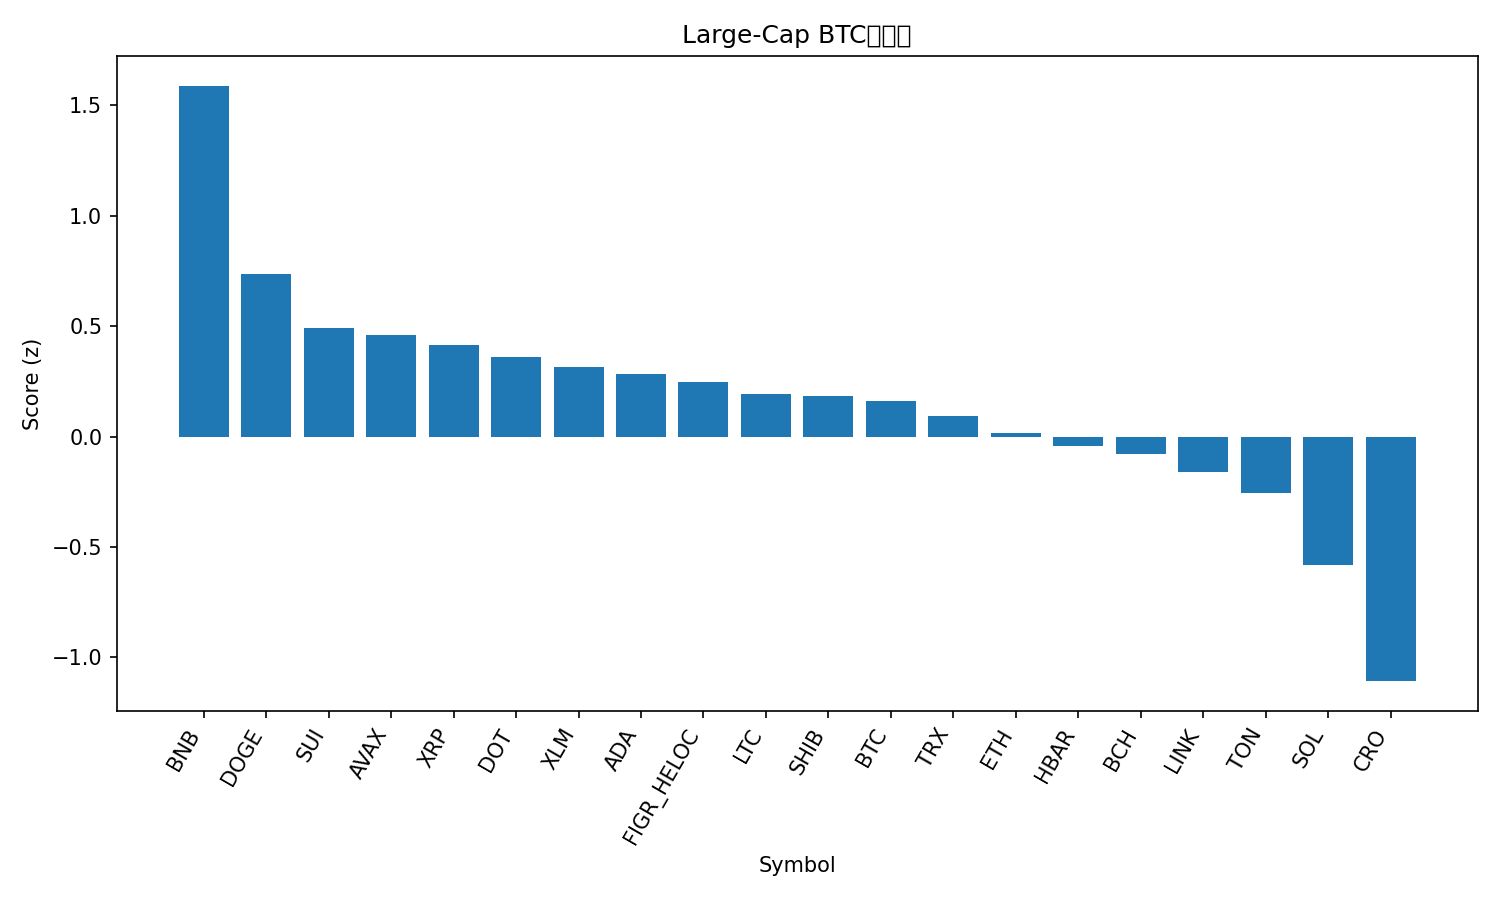 Large-Cap BTC
Score (z)
1.5
1.0
0.5
0.0
−0.5
−1.0
BNB
DOGE
SUI
AVAX
XRP
DOT
XLM
ADA
FIGR_HELOC
LTC
SHIB
BTC
TRX
ETH
HBAR
BCH
LINK
TON
SOL
CRO
Symbol